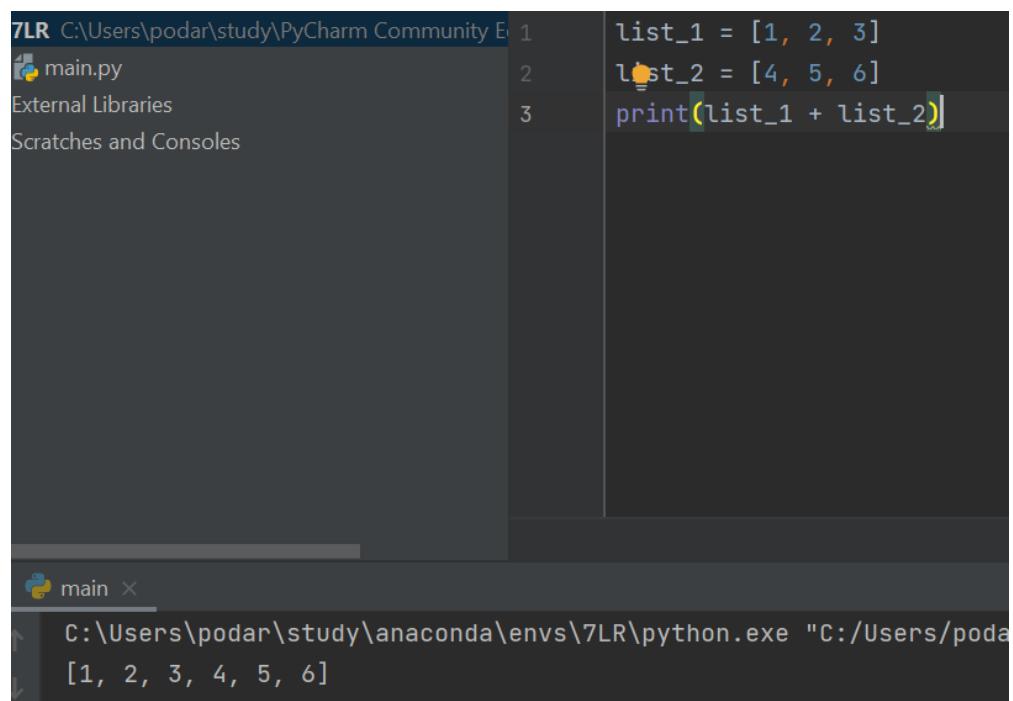 7LR C:\Users\podar\study\PyCharm Community E
main.py
External Libraries
Scratches and Consoles
1 list_1 = [1, 2, 3]
2 list_2 = [4, 5, 6]
3 print(list_1 + list_2)
main
C:\Users\podar\study\anaconda\envs\7LR\python.exe "C:/Users/poda
[1, 2, 3, 4, 5, 6]